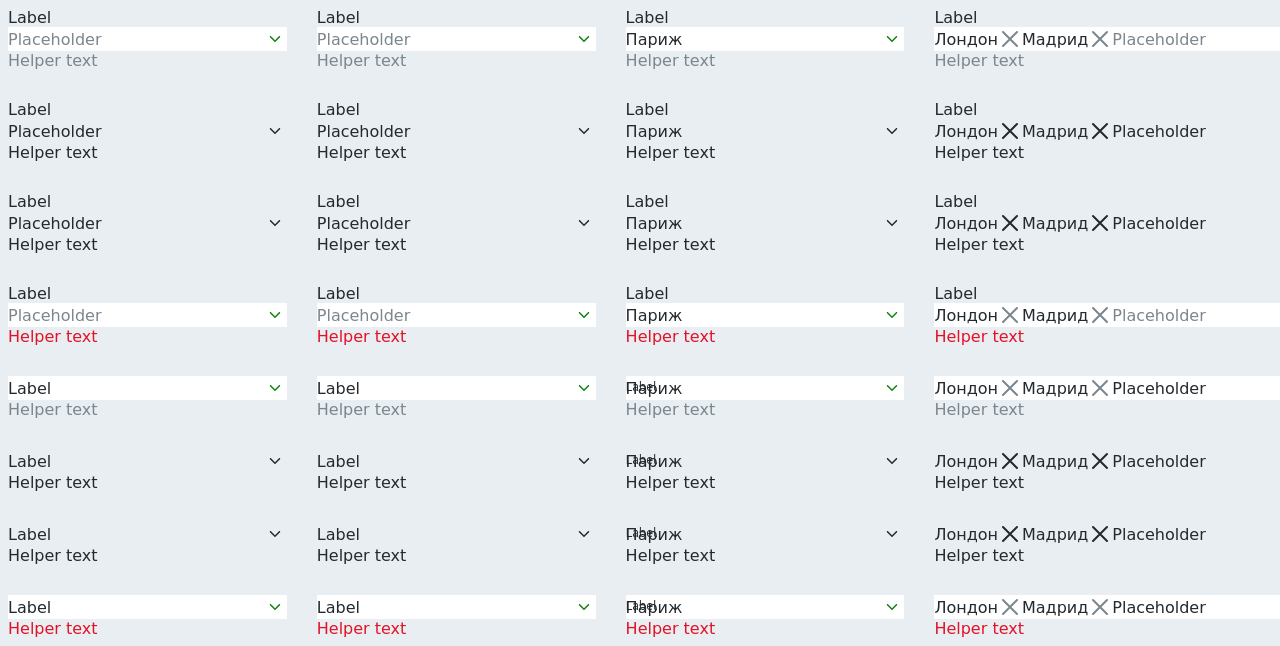 Label Label Label Label
Placeholder Placeholder Париж Лондон Мадрид Placeholder
Helper text Helper text Helper text Helper text
Label Label Label Label
Placeholder Placeholder Париж Лондон Мадрид Placeholder
Helper text Helper text Helper text Helper text
Label Label Label Label
Placeholder Placeholder Париж Лондон Мадрид Placeholder
Helper text Helper text Helper text Helper text
Label Label Label Label
Placeholder Placeholder Париж Лондон Мадрид Placeholder
Helper text Helper text Helper text Helper text
Label Label Label Париж Лондон Мадрид Placeholder
Helper text Helper text Helper text Helper text
Label Label Label Париж Лондон Мадрид Placeholder
Helper text Helper text Helper text Helper text
Label Label Label Париж Лондон Мадрид Placeholder
Helper text Helper text Helper text Helper text
Label Label Label Париж Лондон Мадрид Placeholder
Helper text Helper text Helper text Helper text